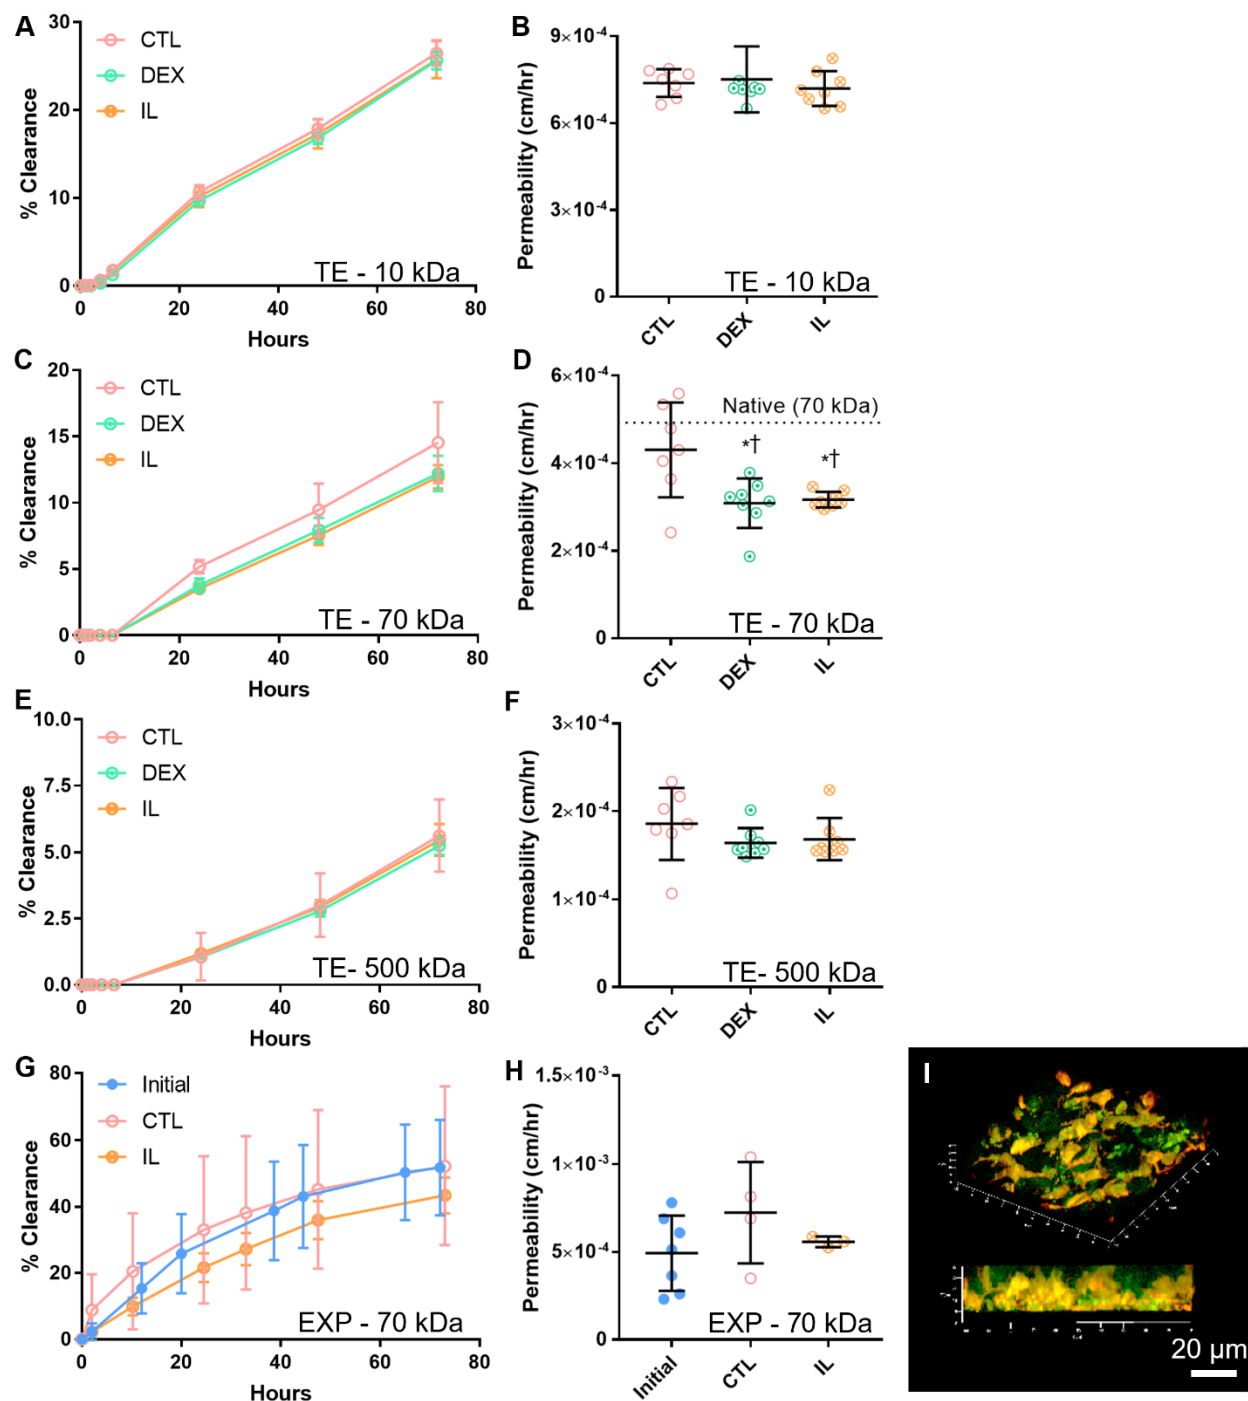 A
30
20
10
0
% Clearance
CTL
DEX
IL
TE - 10 kDa
0 20 40 60 80
Hours
B
9×10⁻⁴
6×10⁻⁴
3×10⁻⁴
0
Permeability (cm/hr)
TE - 10 kDa
CTL DEX IL
C
20
15
10
5
0
% Clearance
CTL
DEX
IL
TE - 70 kDa
0 20 40 60 80
Hours
D
6×10⁻⁴
4×10⁻⁴
2×10⁻⁴
0
Permeability (cm/hr)
Native (70 kDa)
*† *†
TE - 70 kDa
CTL DEX IL
E
10.0
7.5
5.0
2.5
0.0
% Clearance
CTL
DEX
IL
TE- 500 kDa
0 20 40 60 80
Hours
F
3×10⁻⁴
2×10⁻⁴
1×10⁻⁴
0
Permeability (cm/hr)
TE- 500 kDa
CTL DEX IL
G
80
60
40
20
0
% Clearance
Initial
CTL
IL
EXP - 70 kDa
0 20 40 60 80
Hours
H
1.5×10⁻³
1×10⁻³
5×10⁻⁴
0
Permeability (cm/hr)
EXP - 70 kDa
Initial CTL IL
I
20 µm